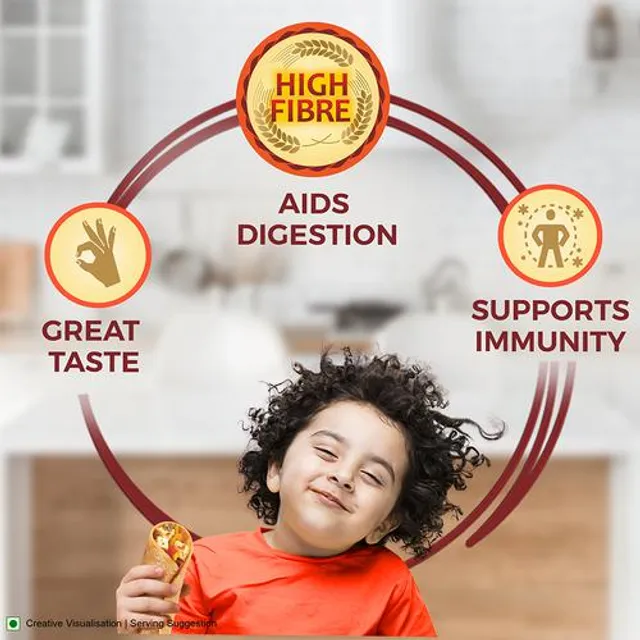 HIGH
FIBRE
AIDS
DIGESTION
GREAT
TASTE
SUPPORTS
IMMUNITY
Creative Visualisation | Serving Suggestion